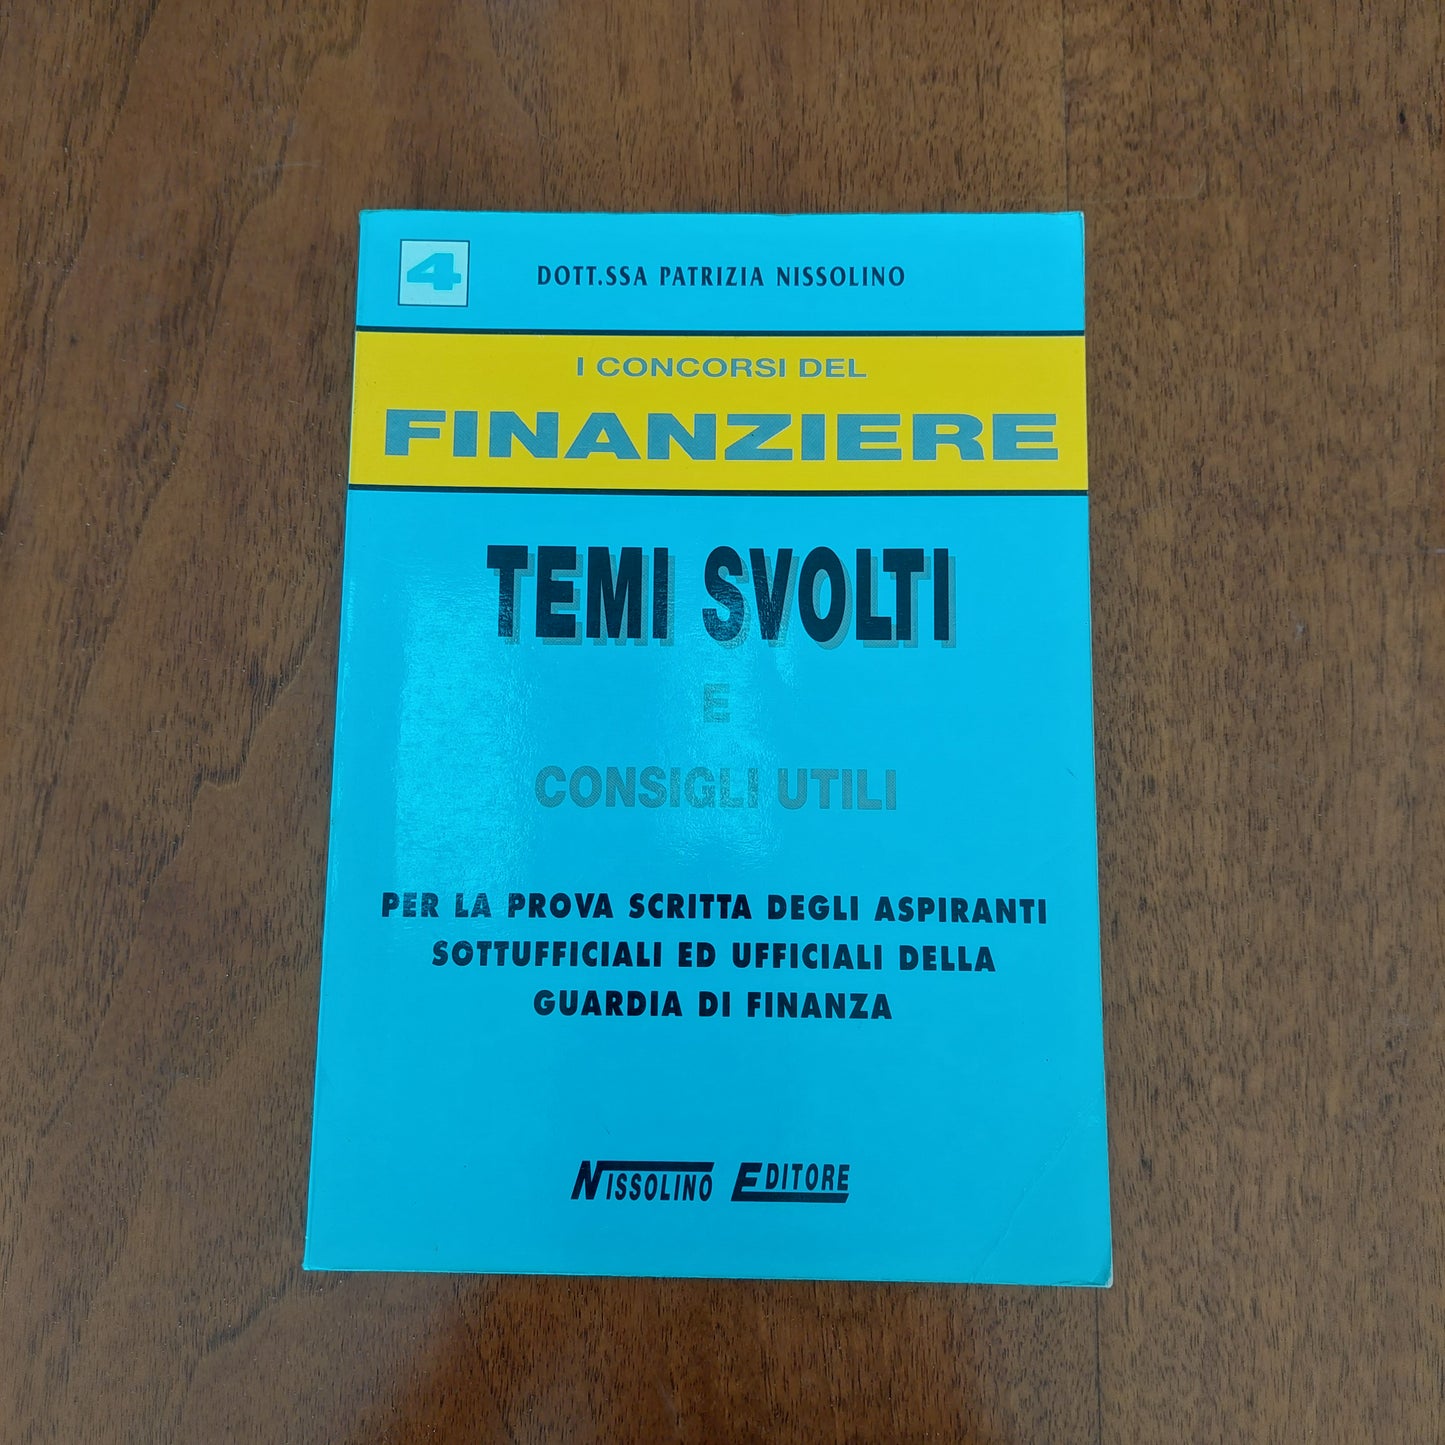 4
DOTT.SSA PATRIZIA NISSOLINO
I CONCORSI DEL
FINANZIERE
TEMI SVOLTI
E
CONSIGLI UTILI
PER LA PROVA SCRITTA DEGLI ASPIRANTI
SOTTUFFICIALI ED UFFICIALI DELLA
GUARDIA DI FINANZA
NISSOLINO EDITORE